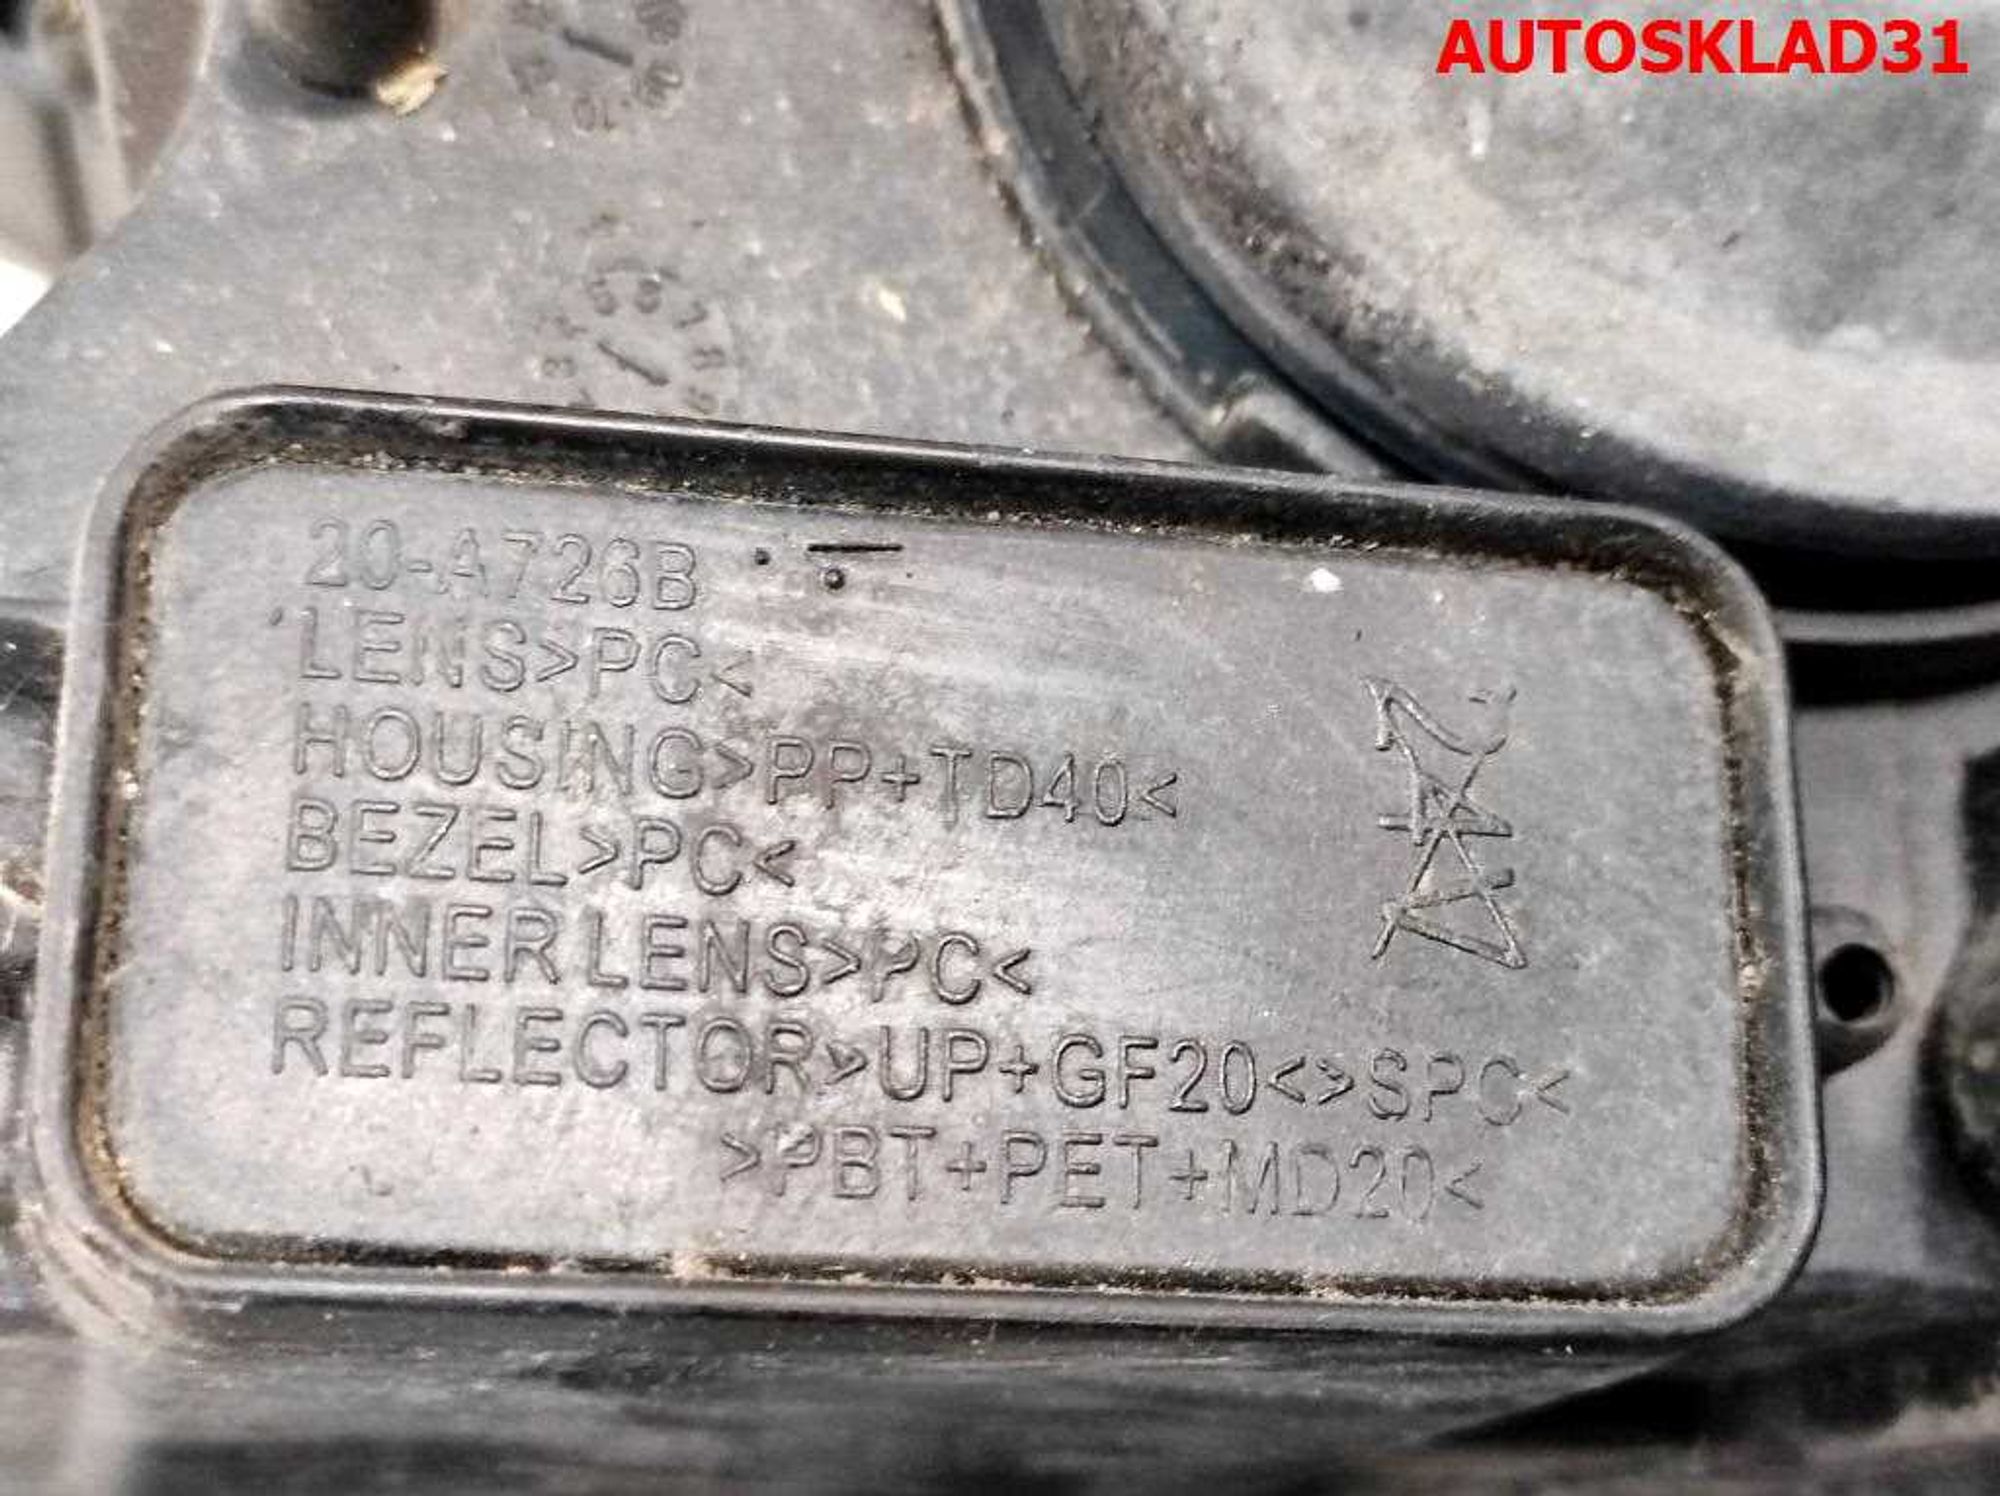 AUTOSKLAD31
20-A726B
LENS>PC<
HOUSING>PP+TD40<
BEZEL>PC<
INNER LENS>PC<
REFLECTOR>UP+GF20<>SPC<
>PBT+PET+MD20<